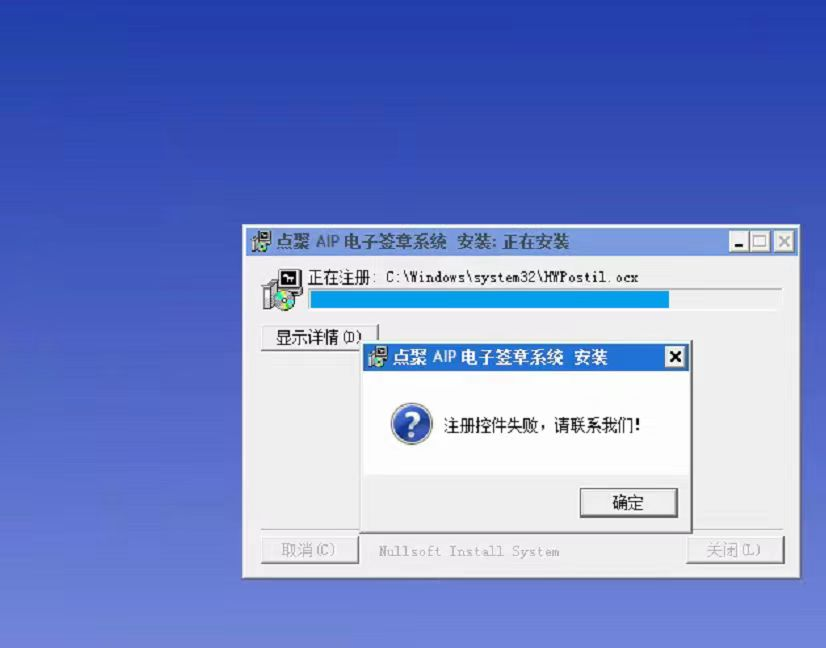 点聚 AIP 电子签章系统 安装: 正在安装
正在注册: C:\Windows\system32\HWPostil.ocx
显示详情(D)
点聚 AIP 电子签章系统 安装
注册控件失败，请联系我们!
确定
取消(C)
Nullsoft Install System
关闭(L)